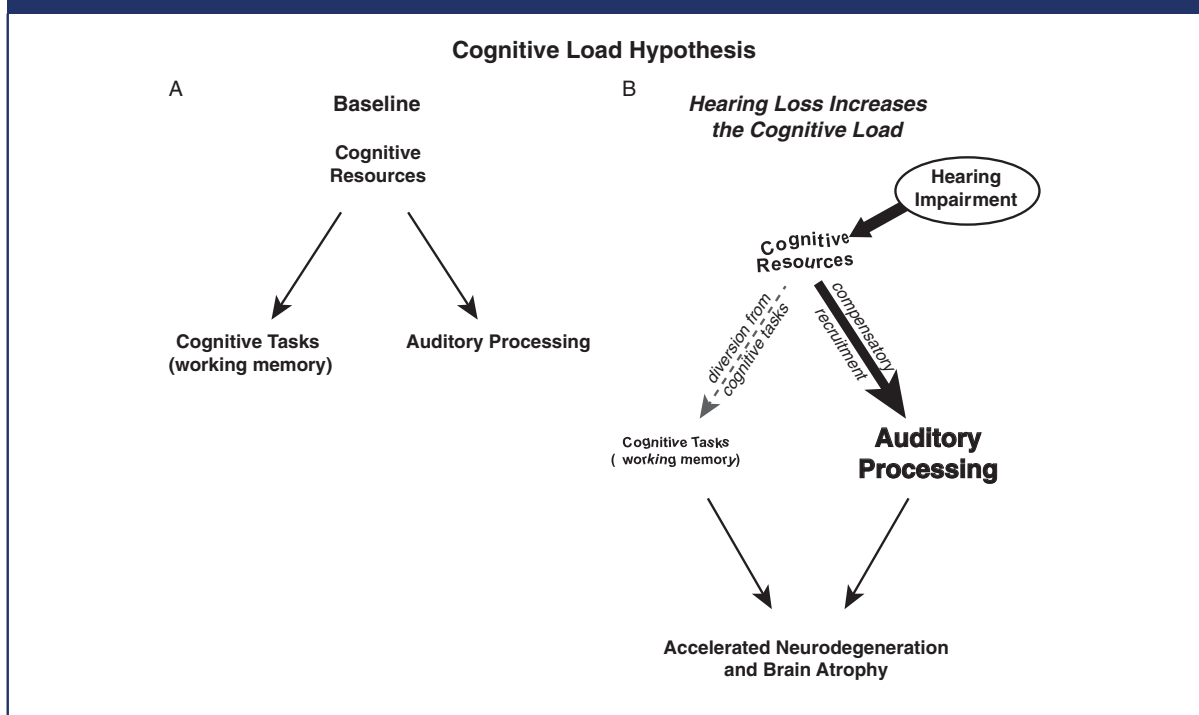 Cognitive Load Hypothesis
A
Baseline
Cognitive
Resources
Cognitive Tasks
(working memory)
Auditory Processing
B
Hearing Loss Increases
the Cognitive Load
Hearing
Impairment
Cognitive
Resources
diversion from
cognitive tasks
compensatory
recruitment
Cognitive Tasks
( working memory)
Auditory
Processing
Accelerated Neurodegeneration
and Brain Atrophy